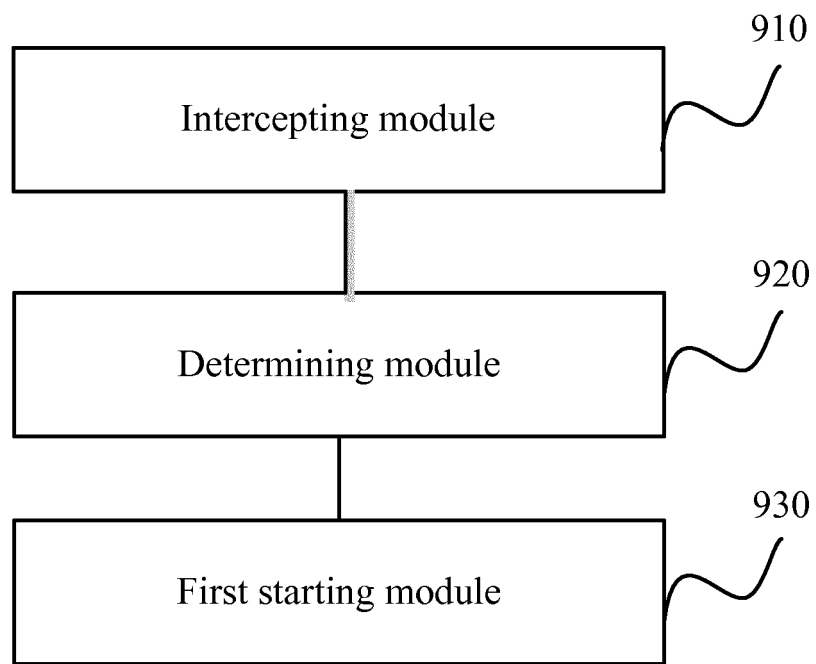 910
Intercepting module
920
Determining module
930
First starting module